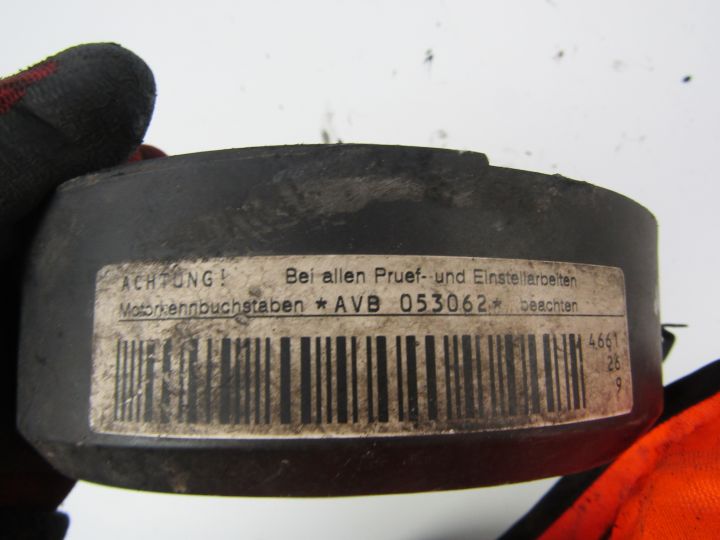 ACHTUNG! Bei allen Pruef- und Einstellarbeiten
Motorkennbuchstaben *AVB 053062* beachten
4661
26
9